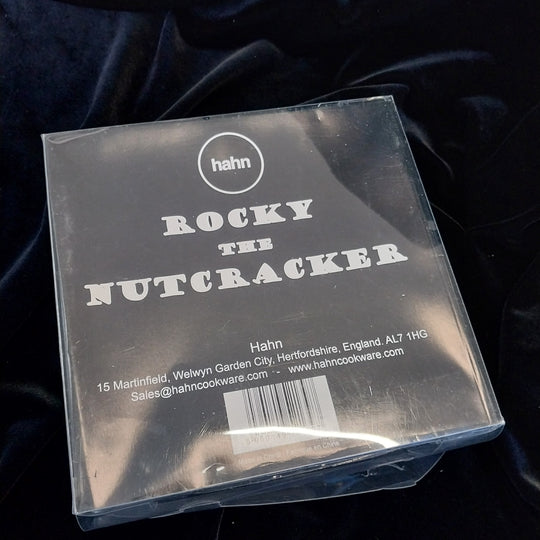 hahn
ROCKY
THE
NUTCRACKER
Hahn
15 Martinfield, Welwyn Garden City, Hertfordshire, England. AL7 1HG
Sales@hahncookware.com - www.hahncookware.com